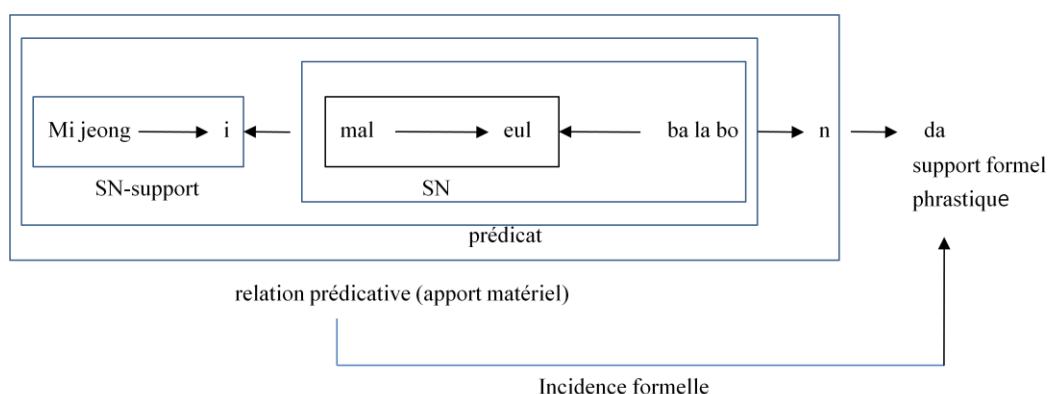 Mi jeong i mal eul ba la bo n da
SN-support SN support formel
phrastique
prédicat
relation prédicative (apport matériel)
Incidence formelle